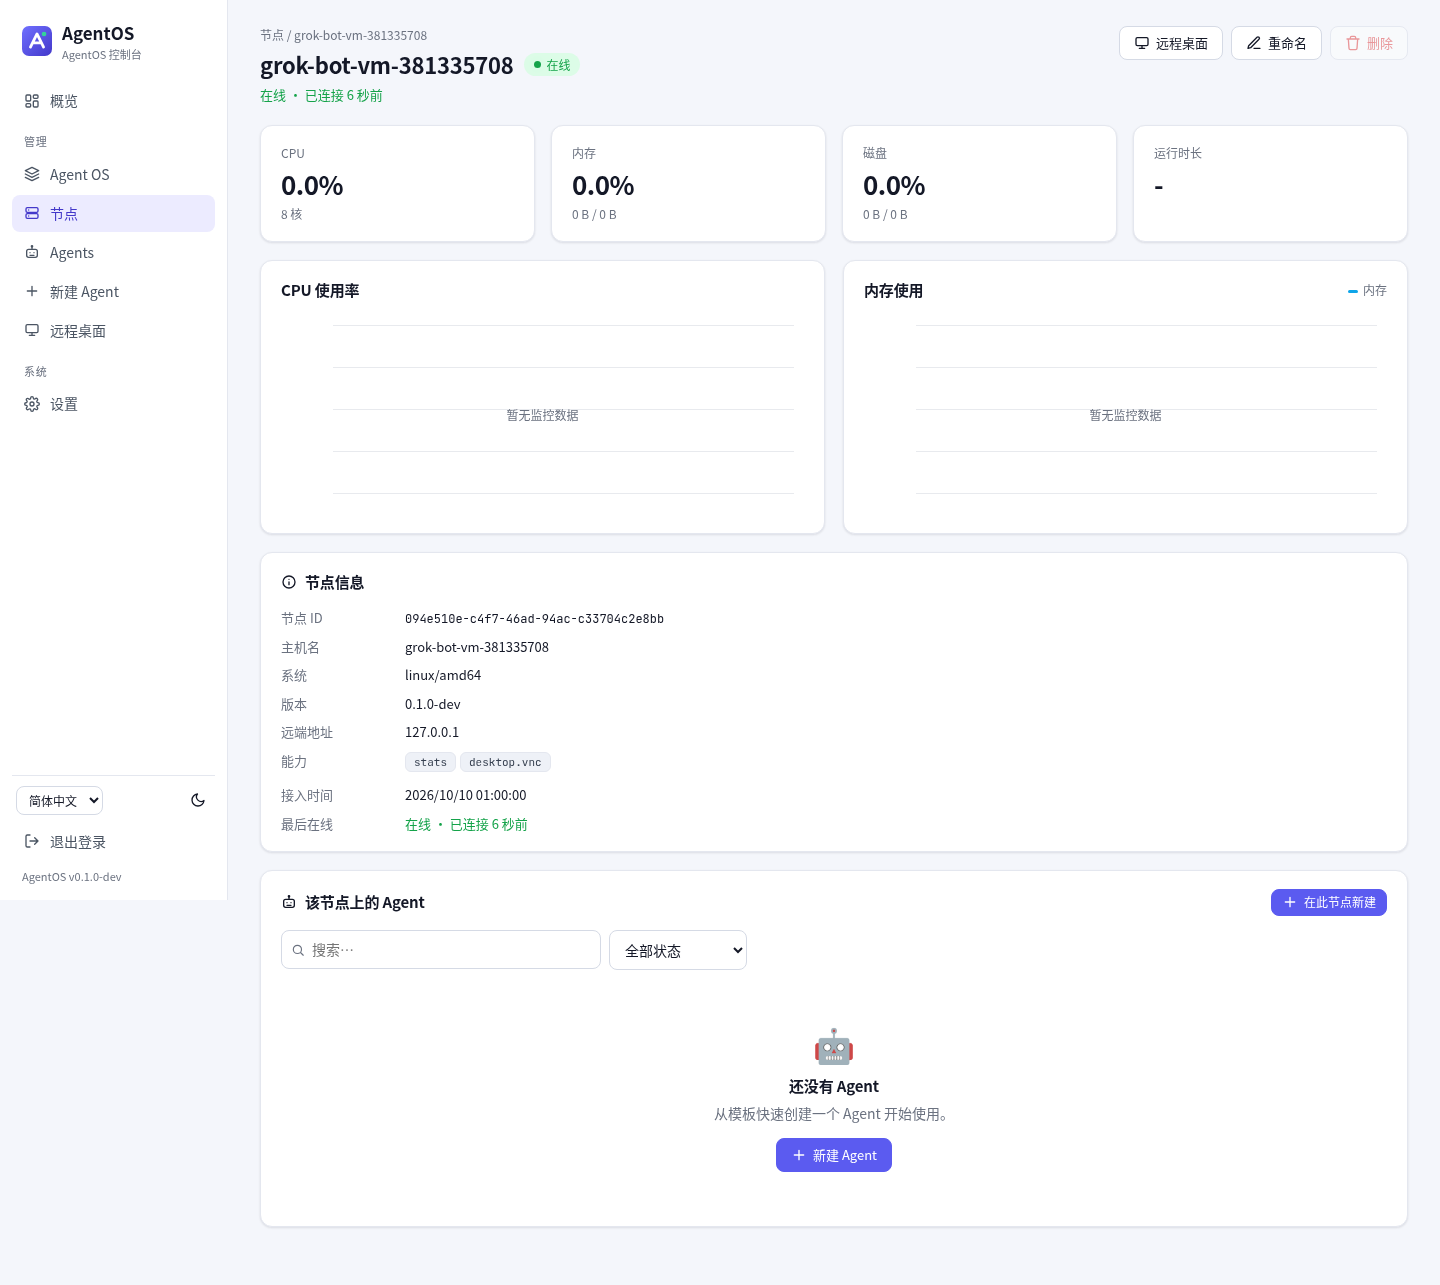 AgentOS
AgentOS 控制台
概览
管理
Agent OS
节点
Agents
新建 Agent
远程桌面
系统
设置
简体中文
退出登录
AgentOS v0.1.0-dev
节点 / grok-bot-vm-381335708
grok-bot-vm-381335708
在线
在线 · 已连接 6 秒前
远程桌面
重命名
删除
CPU
0.0%
8 核
内存
0.0%
0 B / 0 B
磁盘
0.0%
0 B / 0 B
运行时长
-
CPU 使用率
暂无监控数据
内存使用
内存
暂无监控数据
节点信息
节点 ID 094e510e-c4f7-46ad-94ac-c33704c2e8bb
主机名 grok-bot-vm-381335708
系统 linux/amd64
版本 0.1.0-dev
远端地址 127.0.0.1
能力 stats desktop.vnc
接入时间 2026/10/10 01:00:00
最后在线 在线 · 已连接 6 秒前
该节点上的 Agent
在此节点新建
搜索…
全部状态
还没有 Agent
从模板快速创建一个 Agent 开始使用。
新建 Agent